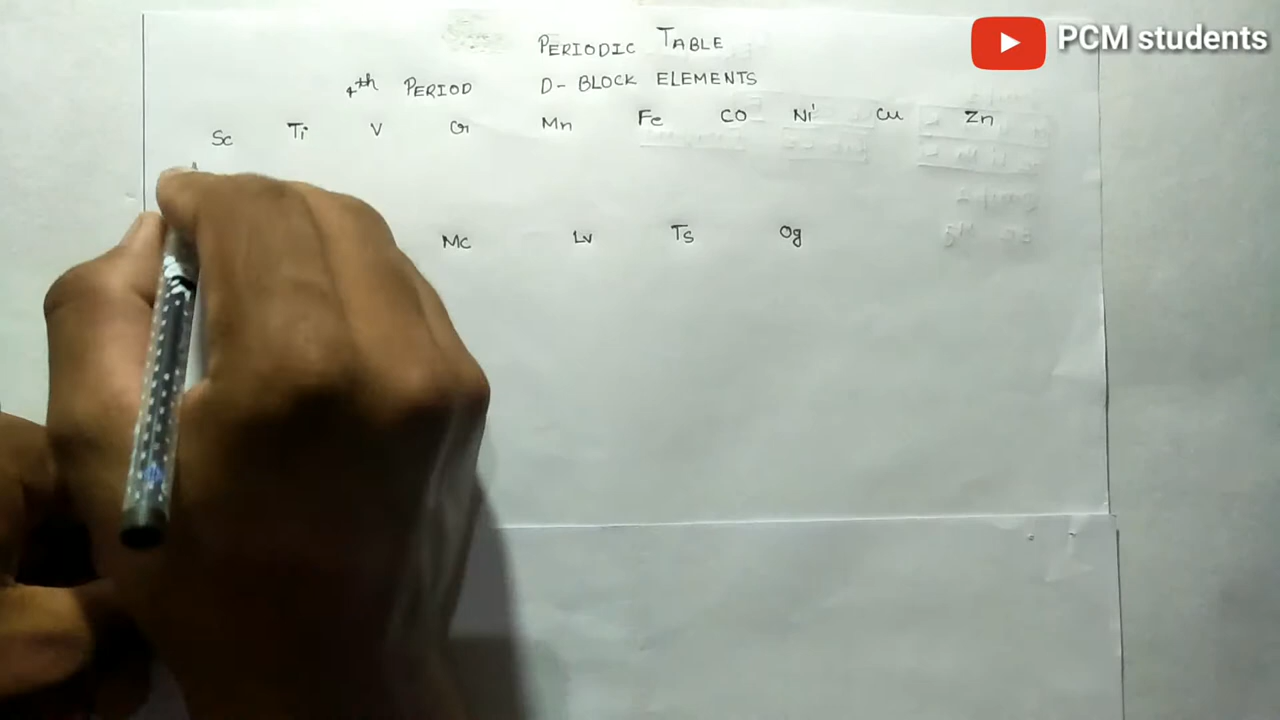 PCM students
PERIODIC TABLE
4th PERIOD D- BLOCK ELEMENTS
Sc Ti V Cr Mn Fe CO Ni Cu Zn
Mc Lv Ts Og